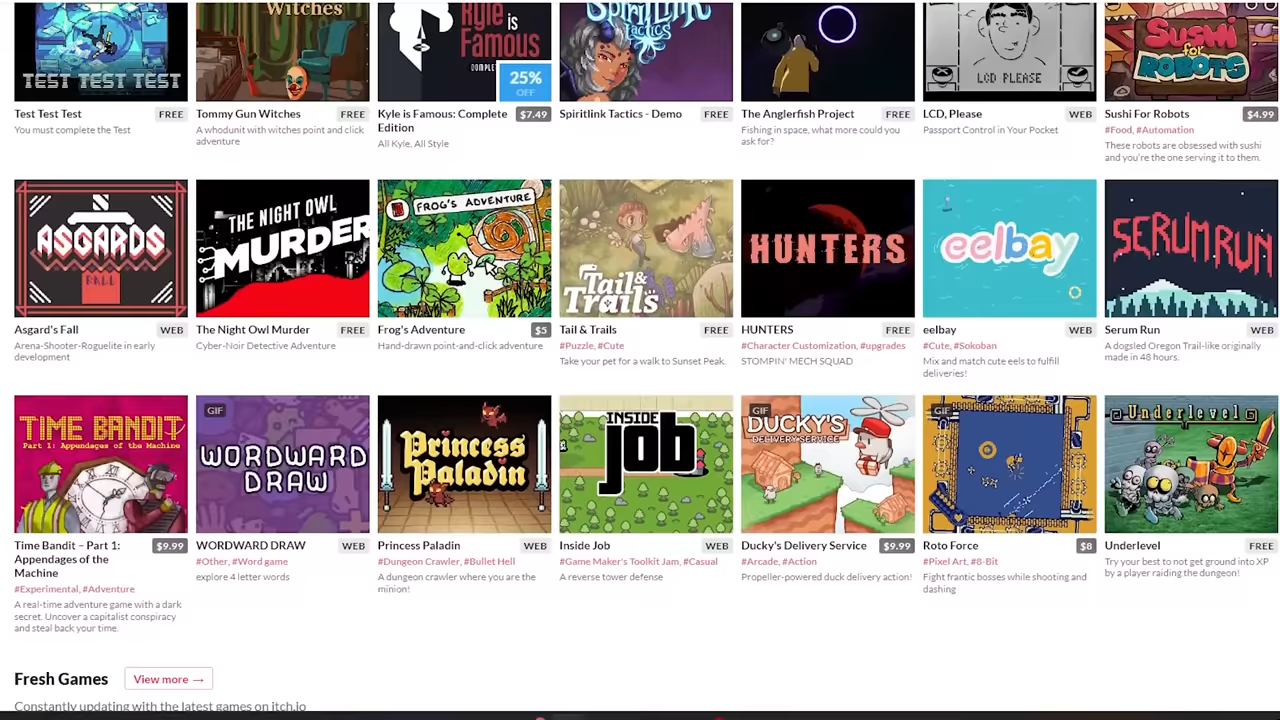 Witches
Kyle is
Famous
COMPLE
25%
OFF
SpiritLink
Tactics
TEST TEST TEST
LCD PLEASE
SUSHI
for
ROBOTS
Test Test Test FREE
You must complete the Test
Tommy Gun Witches FREE
A whodunit with witches point and click
adventure
Kyle is Famous: Complete $7.49
Edition
All Kyle, All Style
Spiritlink Tactics - Demo FREE
The Anglerfish Project FREE
Fishing in space, what more could you
ask for?
LCD, Please WEB
Passport Control in Your Pocket
Sushi For Robots $4.99
#Food, #Automation
These robots are obsessed with sushi
and you're the one serving it to them.
ASGARDS
FALL
THE NIGHT OWL
MURDER
FROG'S ADVENTURE
Tail &
Trails
HUNTERS
eelbay
SERUM RUN
Asgard's Fall WEB
Arena-Shooter-Roguelite in early
development
The Night Owl Murder FREE
Cyber-Noir Detective Adventure
Frog's Adventure $5
Hand-drawn point-and-click adventure
Tail & Trails FREE
#Puzzle, #Cute
Take your pet for a walk to Sunset Peak.
HUNTERS FREE
#Character Customization, #upgrades
STOMPIN' MECH SQUAD
eelbay WEB
#Cute, #Sokoban
Mix and match cute eels to fulfill
deliveries!
Serum Run WEB
A dogsled Oregon Trail-like originally
made in 48 hours.
TIME BANDIT
Part 1: Appendages of the Machine
GIF
WORDWARD
DRAW
Princess
Paladin
INSIDE
job
GIF
DUCKY'S
DELIVERY SERVICE
GIF
Underlevel
Time Bandit – Part 1: $9.99
Appendages of the
Machine
#Experimental, #Adventure
A real-time adventure game with a dark
secret. Uncover a capitalist conspiracy
and steal back your time.
WORDWARD DRAW WEB
#Other, #Word game
explore 4 letter words
Princess Paladin WEB
#Dungeon Crawler, #Bullet Hell
A dungeon crawler where you are the
minion!
Inside Job WEB
#Game Maker's Toolkit Jam, #Casual
A reverse tower defense
Ducky's Delivery Service $9.99
#Arcade, #Action
Propeller-powered duck delivery action!
Roto Force $8
#Pixel Art, #8-Bit
Fight frantic bosses while shooting and
dashing
Underlevel FREE
Try your best to not get ground into XP
by a player raiding the dungeon!
Fresh Games View more →
Constantly updating with the latest games on itch.io